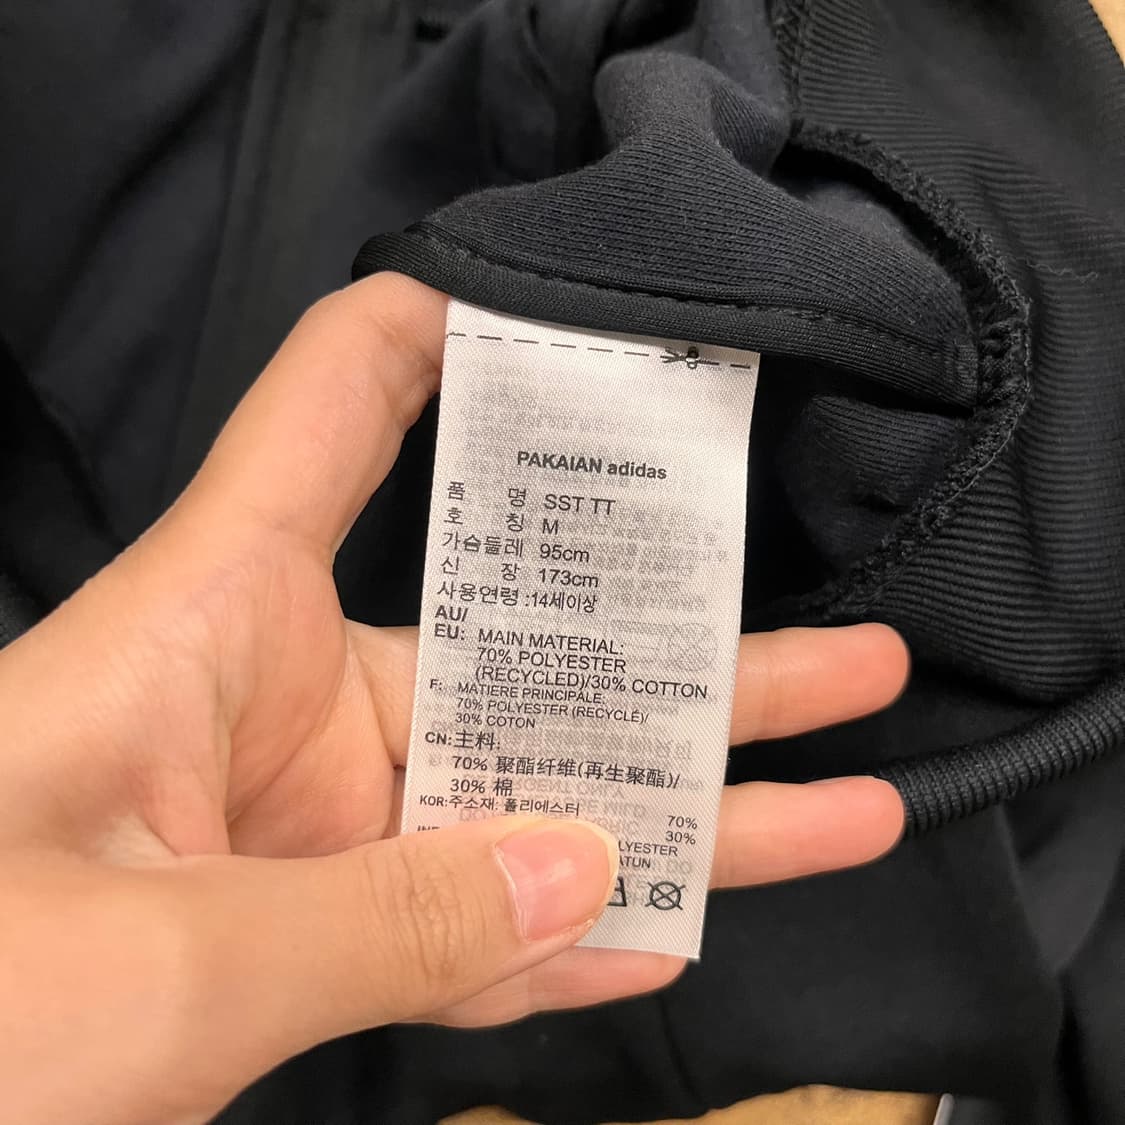 PAKAIAN adidas
품 명 SST TT
호 칭 M
가슴둘레 95cm
신 장 173cm
사용연령 :14세이상
AU/
EU: MAIN MATERIAL:
70% POLYESTER
(RECYCLED)/30% COTTON
F: MATIERE PRINCIPALE:
70% POLYESTER (RECYCLÉ)/
30% COTON
CN:主料:
70% 聚酯纤维(再生聚酯)/
30% 棉
KOR:주소재: 폴리에스터 70%
30%